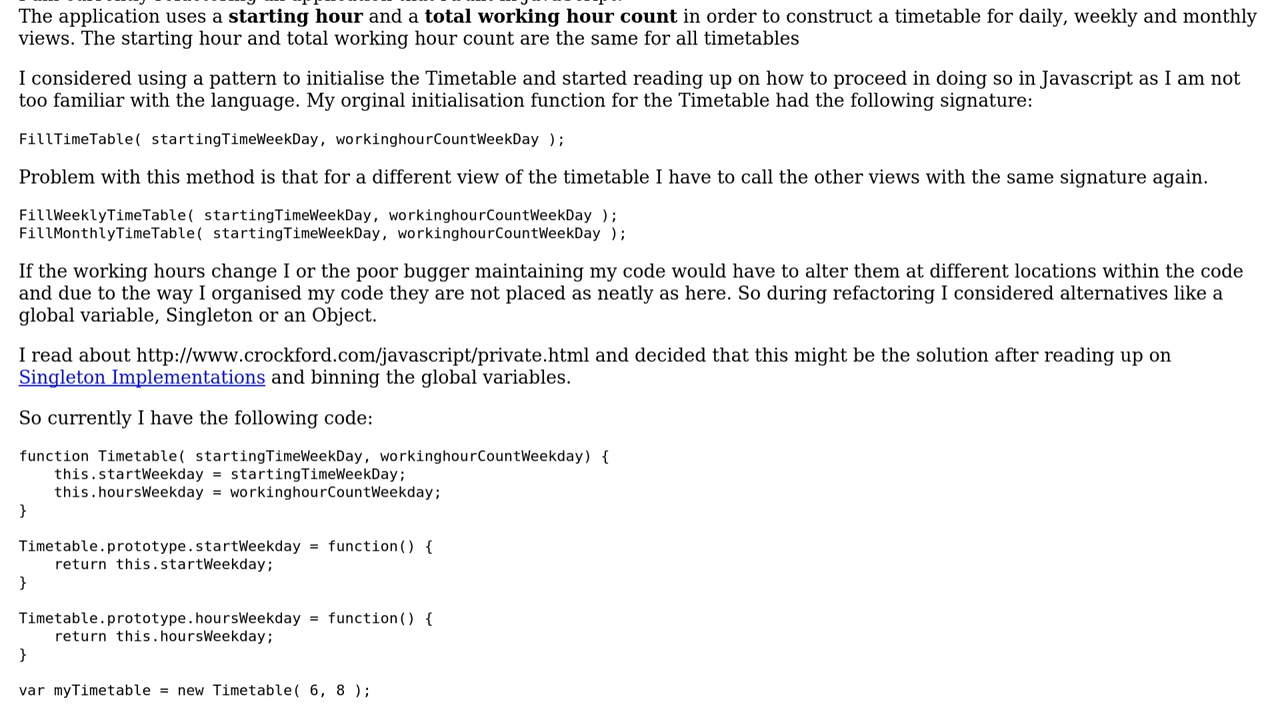 The application uses a starting hour and a total working hour count in order to construct a timetable for daily, weekly and monthly
views. The starting hour and total working hour count are the same for all timetables
I considered using a pattern to initialise the Timetable and started reading up on how to proceed in doing so in Javascript as I am not
too familiar with the language. My orginal initialisation function for the Timetable had the following signature:
FillTimeTable( startingTimeWeekDay, workinghourCountWeekDay );
Problem with this method is that for a different view of the timetable I have to call the other views with the same signature again.
FillWeeklyTimeTable( startingTimeWeekDay, workinghourCountWeekDay );
FillMonthlyTimeTable( startingTimeWeekDay, workinghourCountWeekDay );
If the working hours change I or the poor bugger maintaining my code would have to alter them at different locations within the code
and due to the way I organised my code they are not placed as neatly as here. So during refactoring I considered alternatives like a
global variable, Singleton or an Object.
I read about http://www.crockford.com/javascript/private.html and decided that this might be the solution after reading up on
Singleton Implementations and binning the global variables.
So currently I have the following code:
function Timetable( startingTimeWeekDay, workinghourCountWeekday) {
    this.startWeekday = startingTimeWeekDay;
    this.hoursWeekday = workinghourCountWeekday;
}
Timetable.prototype.startWeekday = function() {
    return this.startWeekday;
}
Timetable.prototype.hoursWeekday = function() {
    return this.hoursWeekday;
}
var myTimetable = new Timetable( 6, 8 );